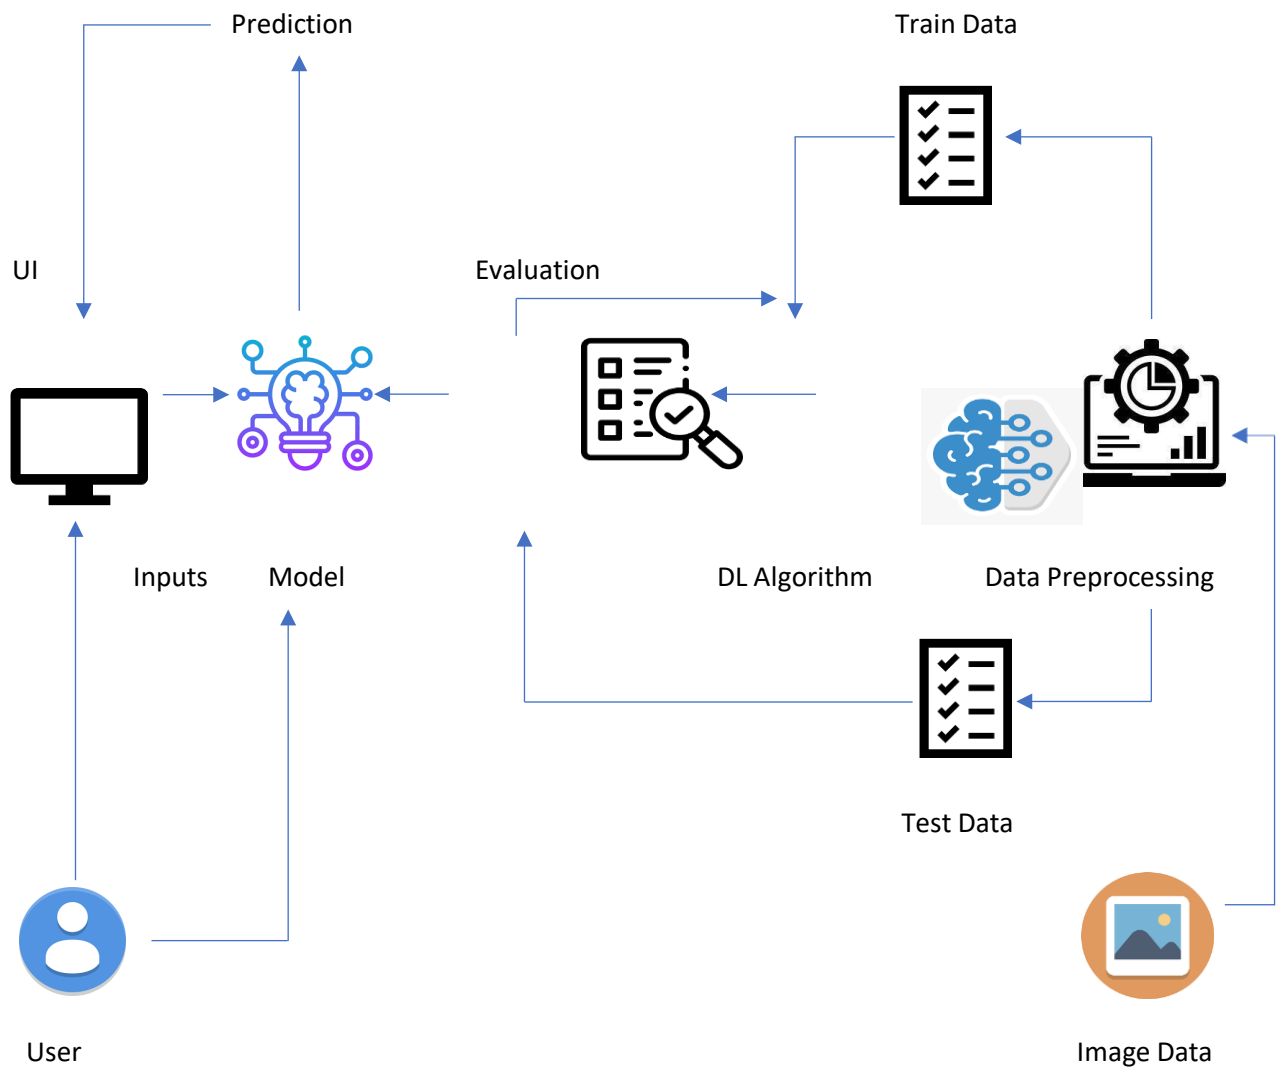 Prediction
Train Data
UI
Evaluation
Inputs
Model
DL Algorithm
Data Preprocessing
Test Data
User
Image Data